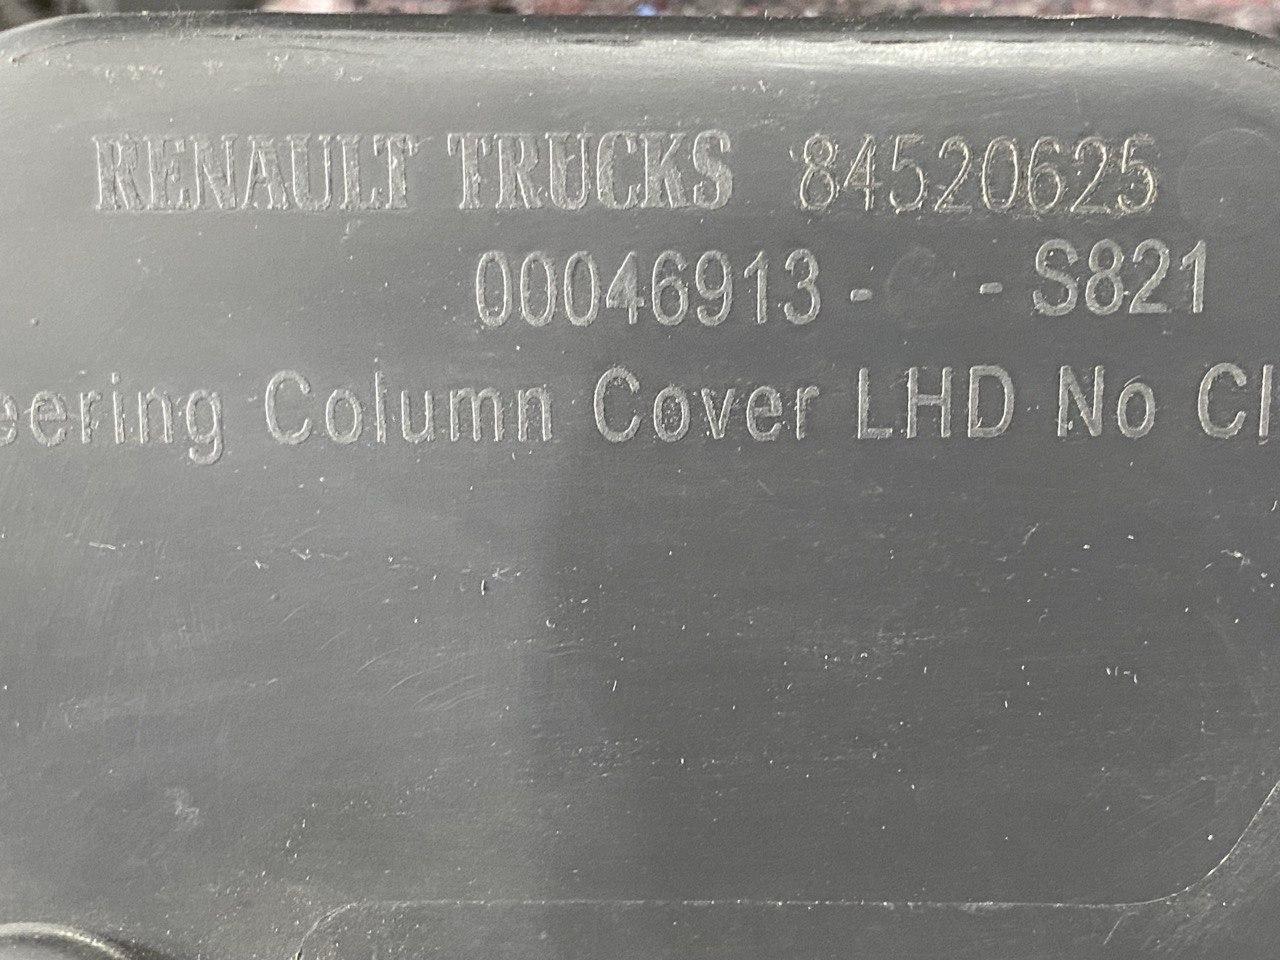 RENAULT TRUCKS 84520625
00046913- -S821
eering Column Cover LHD No Cl